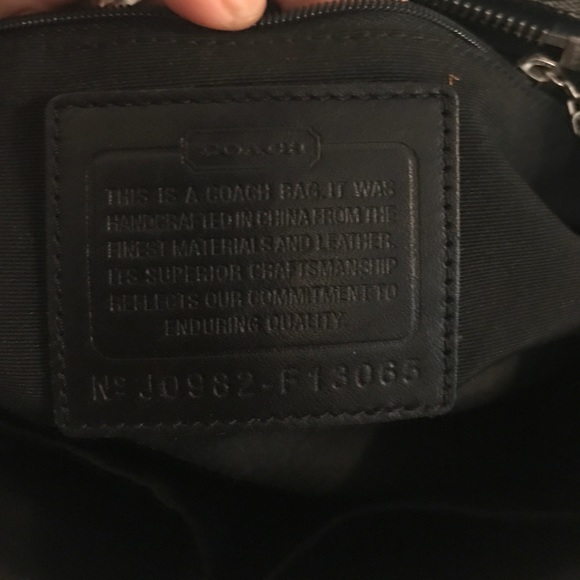 COACH
THIS IS A COACH BAG.IT WAS
HANDCRAFTED IN CHINA FROM THE
FINEST MATERIALS AND LEATHER.
ITS SUPERIOR CRAFTSMANSHIP
REFLECTS OUR COMMITMENT TO
ENDURING QUALITY.
Nº J0982-F13065